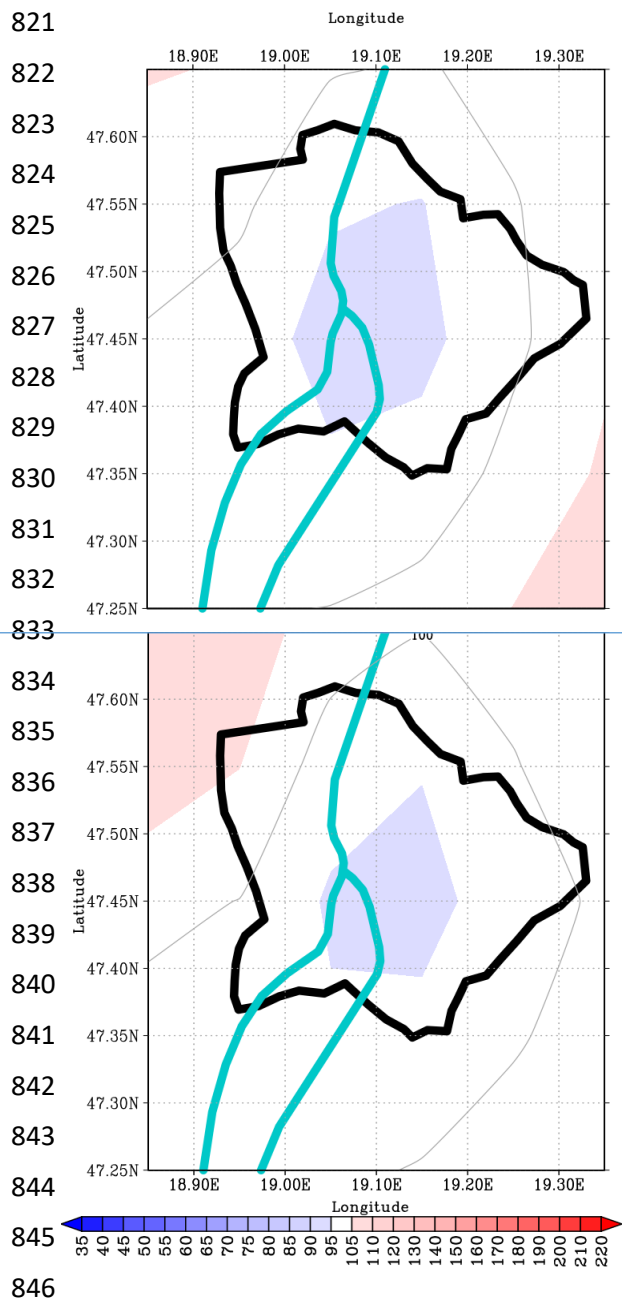 821
Longitude
18.90E 19.00E 19.10E 19.20E 19.30E
822
823
47.60N
824
47.55N
825
47.50N
826
827
47.45N
Latitude
828
47.40N
829
47.35N
830
831
47.30N
832
47.25N
833
100
834
47.60N
835
47.55N
836
837
47.50N
838
47.45N
Latitude
839
47.40N
840
841
47.35N
842
47.30N
843
47.25N
844
18.90E 19.00E 19.10E 19.20E 19.30E
Longitude
845
35 40 45 50 55 60 65 70 75 80 85 90 95 105 110 120 130 140 150 160 170 180 190 200 210 220
846